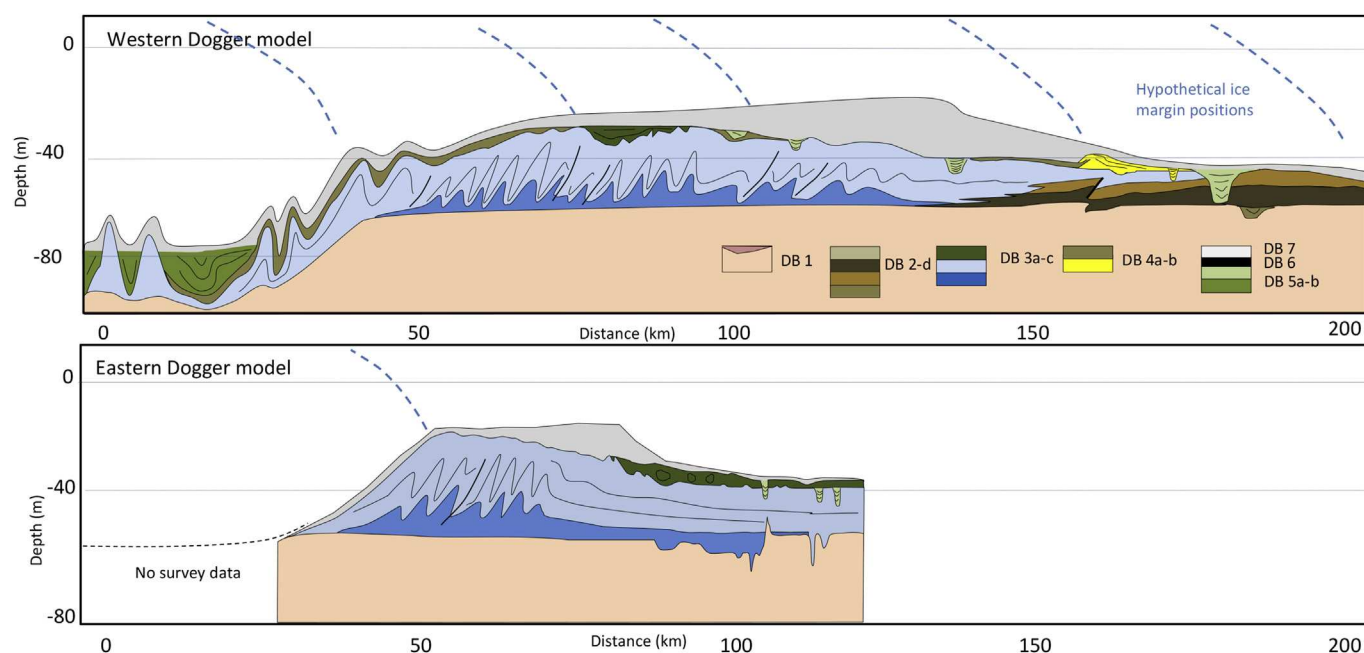 Western Dogger model
0
-40
-80
Depth (m)
Hypothetical ice
margin positions
DB 1
DB 2-d
DB 3a-c
DB 4a-b
DB 7
DB 6
DB 5a-b
0
50
Distance (km)
100
150
200
Eastern Dogger model
0
-40
-80
Depth (m)
No survey data
0
50
Distance (km)
100
150
200